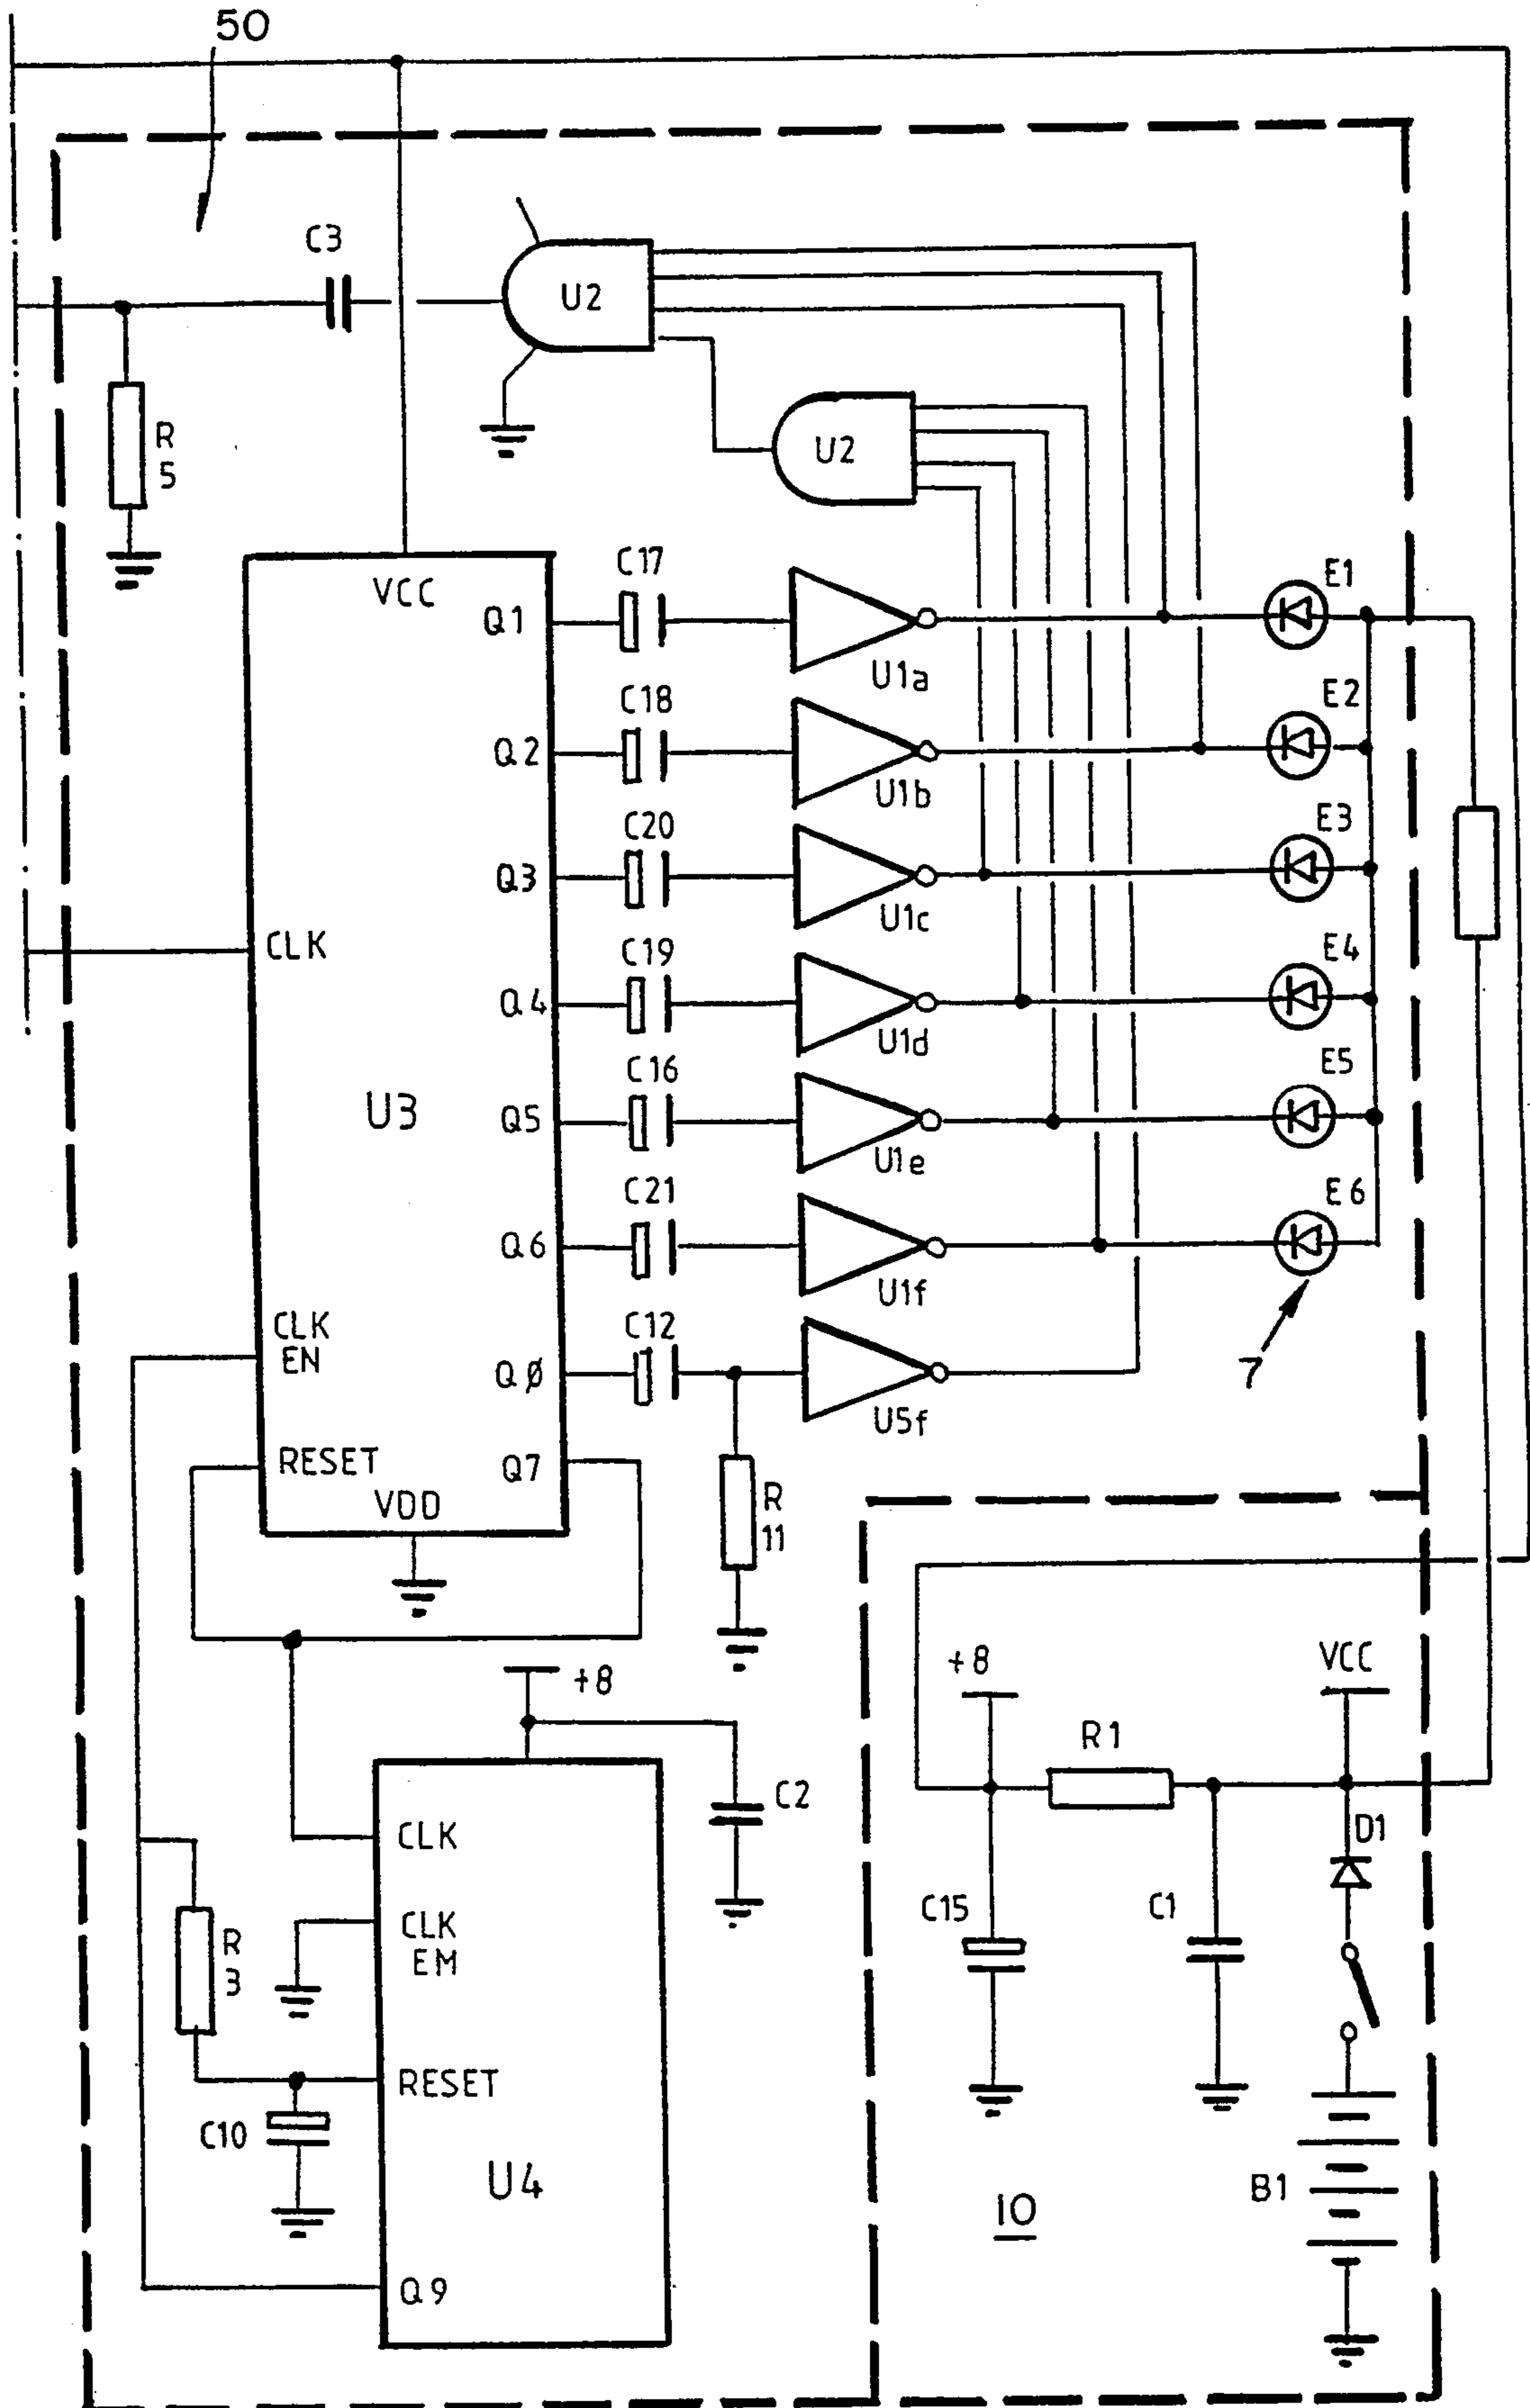 50
C3
U2
U2
R
5
VCC
Q1
C17
U1a
E1
Q2
C18
U1b
E2
Q3
C20
U1c
E3
CLK
Q4
C19
U1d
E4
U3
Q5
C16
U1e
E5
Q6
C21
U1f
E6
7
CLK
EN
QØ
C12
U5f
RESET
Q7
VDD
R
11
+8
+8
VCC
R1
C2
CLK
D1
R
3
CLK
EM
C15
C1
RESET
C10
U4
10
B1
Q9